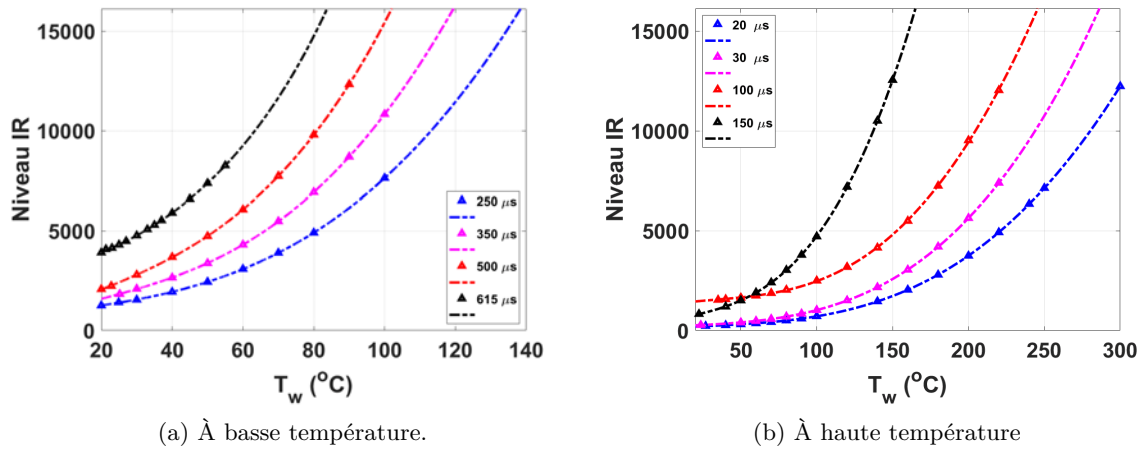 Niveau IR
15000
10000
5000
0
20
40
60
80
100
120
140
T_w (°C)
250 μs
350 μs
500 μs
615 μs
(a) À basse température.
Niveau IR
15000
10000
5000
0
50
100
150
200
250
300
T_w (°C)
20 μs
30 μs
100 μs
150 μs
(b) À haute température